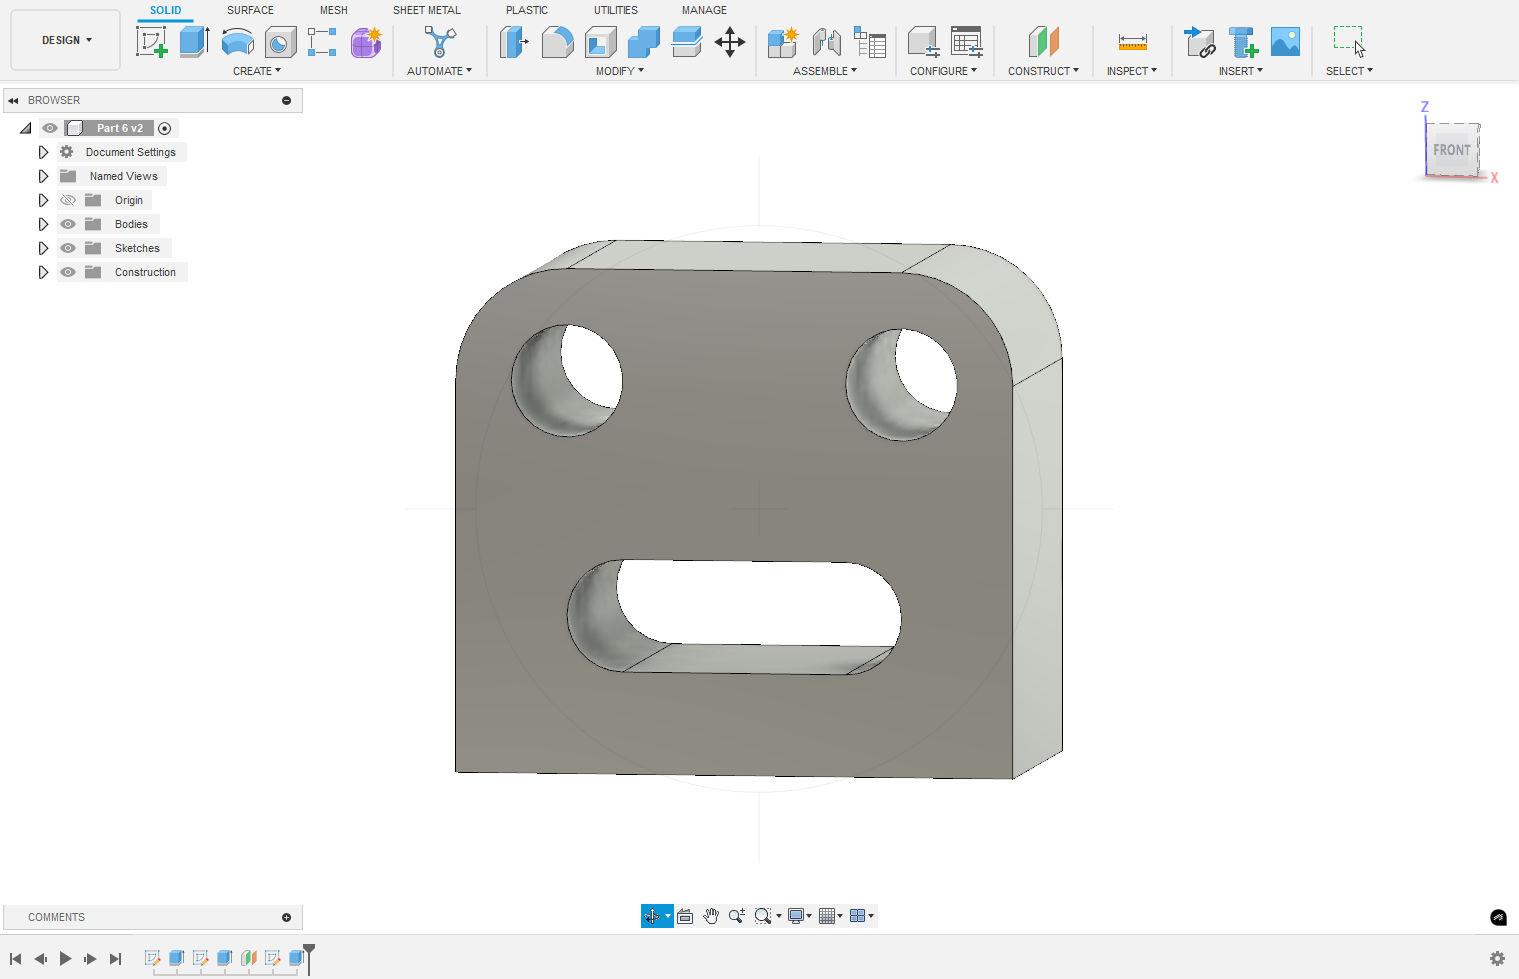 SOLID SURFACE MESH SHEET METAL PLASTIC UTILITIES MANAGE
DESIGN
CREATE AUTOMATE MODIFY ASSEMBLE CONFIGURE CONSTRUCT INSPECT INSERT SELECT
BROWSER
Part 6 v2
Document Settings
Named Views
Origin
Bodies
Sketches
Construction
Z
FRONT
X
COMMENTS